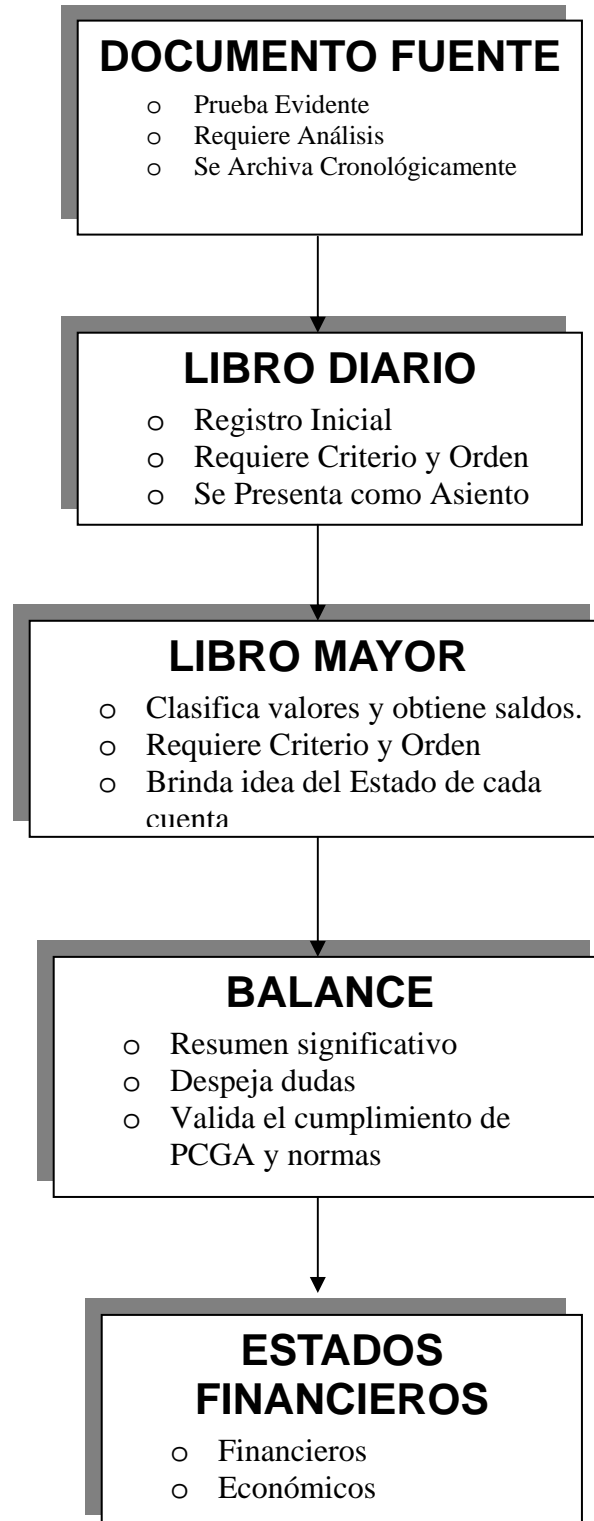 DOCUMENTO FUENTE
o Prueba Evidente
o Requiere Análisis
o Se Archiva Cronológicamente
LIBRO DIARIO
o Registro Inicial
o Requiere Criterio y Orden
o Se Presenta como Asiento
LIBRO MAYOR
o Clasifica valores y obtiene saldos.
o Requiere Criterio y Orden
o Brinda idea del Estado de cada
cuenta
BALANCE
o Resumen significativo
o Despeja dudas
o Valida el cumplimiento de
PCGA y normas
ESTADOS
FINANCIEROS
o Financieros
o Económicos